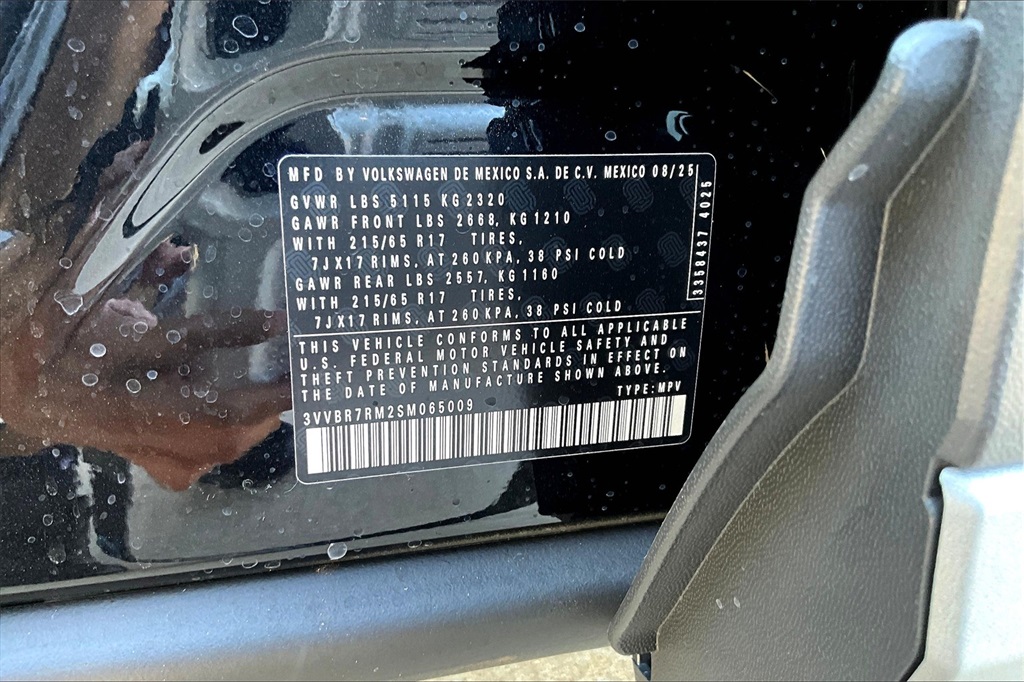 MFD BY VOLKSWAGEN DE MEXICO S.A. DE C.V. MEXICO 08/25
GVWR LBS 5115 KG 2320
GAWR FRONT LBS 2668, KG 1210
WITH 215/65 R17 TIRES,
7JX17 RIMS, AT 260 KPA, 38 PSI COLD
GAWR REAR LBS 2557, KG 1160
WITH 215/65 R17 TIRES,
7JX17 RIMS, AT 260 KPA, 38 PSI COLD
3358437 4025
THIS VEHICLE CONFORMS TO ALL APPLICABLE
U.S. FEDERAL MOTOR VEHICLE SAFETY AND
THEFT PREVENTION STANDARDS IN EFFECT ON
THE DATE OF MANUFACTURE SHOWN ABOVE.
TYPE: MPV
3VVBR7RM2SM065009